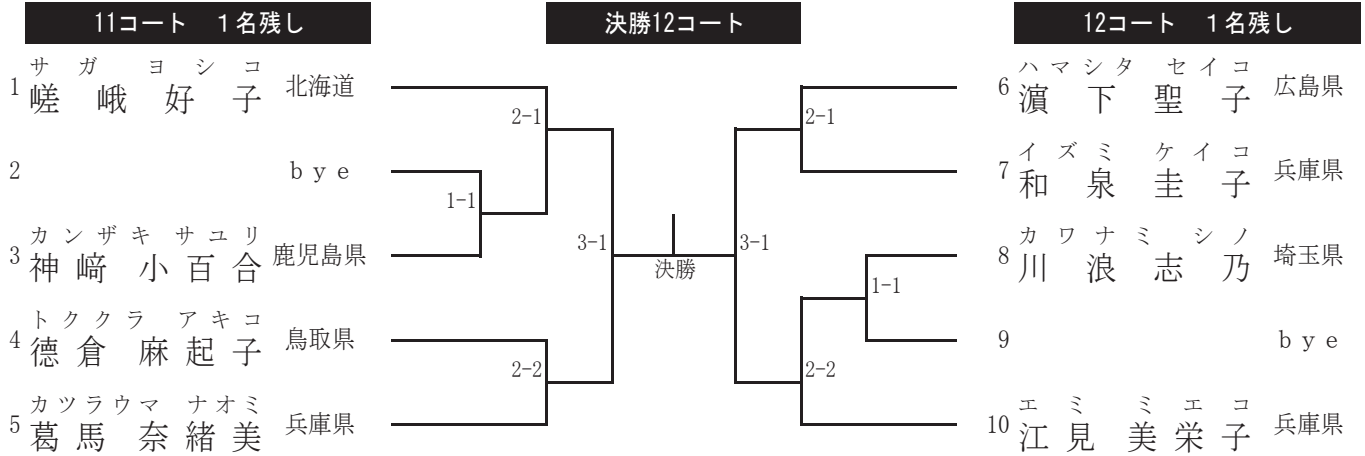 11コート　１名残し
決勝12コート
12コート　１名残し
サガ　ヨシコ
1 嵯峨好子 北海道
2 ｂｙｅ
カンザキ サユリ
3 神﨑 小百合 鹿児島県
トククラ アキコ
4 德倉 麻起子 鳥取県
カツラウマ ナオミ
5 葛馬 奈緒美 兵庫県
2-1
1-1
3-1
2-2
決勝
2-1
3-1
1-1
2-2
ハマシタ セイコ
6 濵下聖子 広島県
イズミ ケイコ
7 和泉圭子 兵庫県
カワナミ シノ
8 川浪志乃 埼玉県
9 ｂｙｅ
エミ ミエコ
10 江見 美栄子 兵庫県